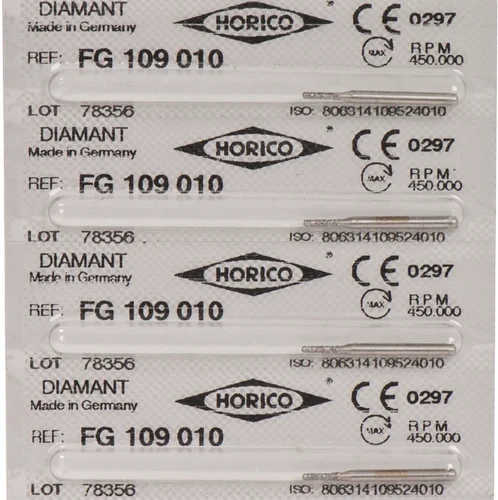 DIAMANT HORICO ® CE 0297
Made in Germany
REF: FG 109 010 MAX RPM
450.000
LOT 78356 ISO: 806314109524010
DIAMANT HORICO ® CE 0297
Made in Germany
REF: FG 109 010 MAX RPM
450.000
LOT 78356 ISO: 806314109524010
DIAMANT HORICO ® CE 0297
Made in Germany
REF: FG 109 010 MAX RPM
450.000
LOT 78356 ISO: 806314109524010
DIAMANT HORICO ® CE 0297
Made in Germany
REF: FG 109 010 MAX RPM
450.000
LOT 78356 ISO: 806314109524010